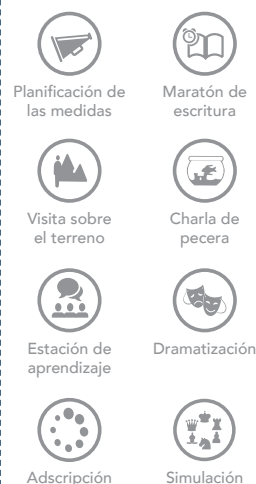 Planificación de
las medidas
Maratón de
escritura
Visita sobre
el terreno
Charla de
pecera
Estación de
aprendizaje
Dramatización
Adscripción
Simulación